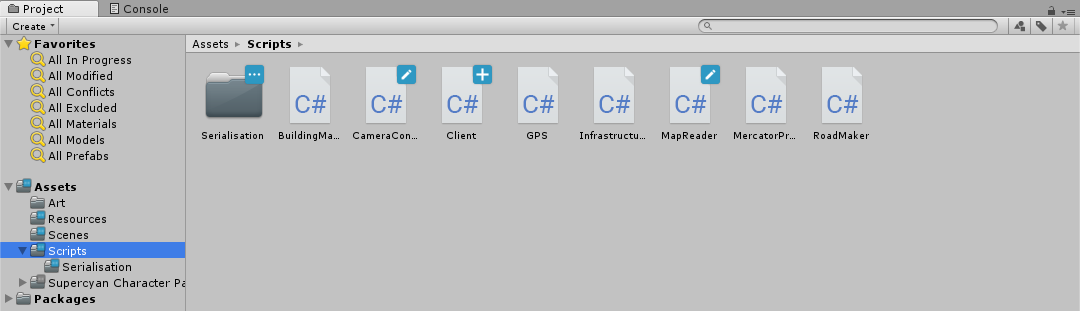 Project
Console
Create
Favorites
All In Progress
All Modified
All Conflicts
All Excluded
All Materials
All Models
All Prefabs
Assets
Art
Resources
Scenes
Scripts
Serialisation
Supercyan Character Pa
Packages
Assets ▸ Scripts ▸
C# C# C# C# C# C# C# C#
Serialisation BuildingMa... CameraCon... Client GPS Infrastructu... MapReader MercatorPr... RoadMaker